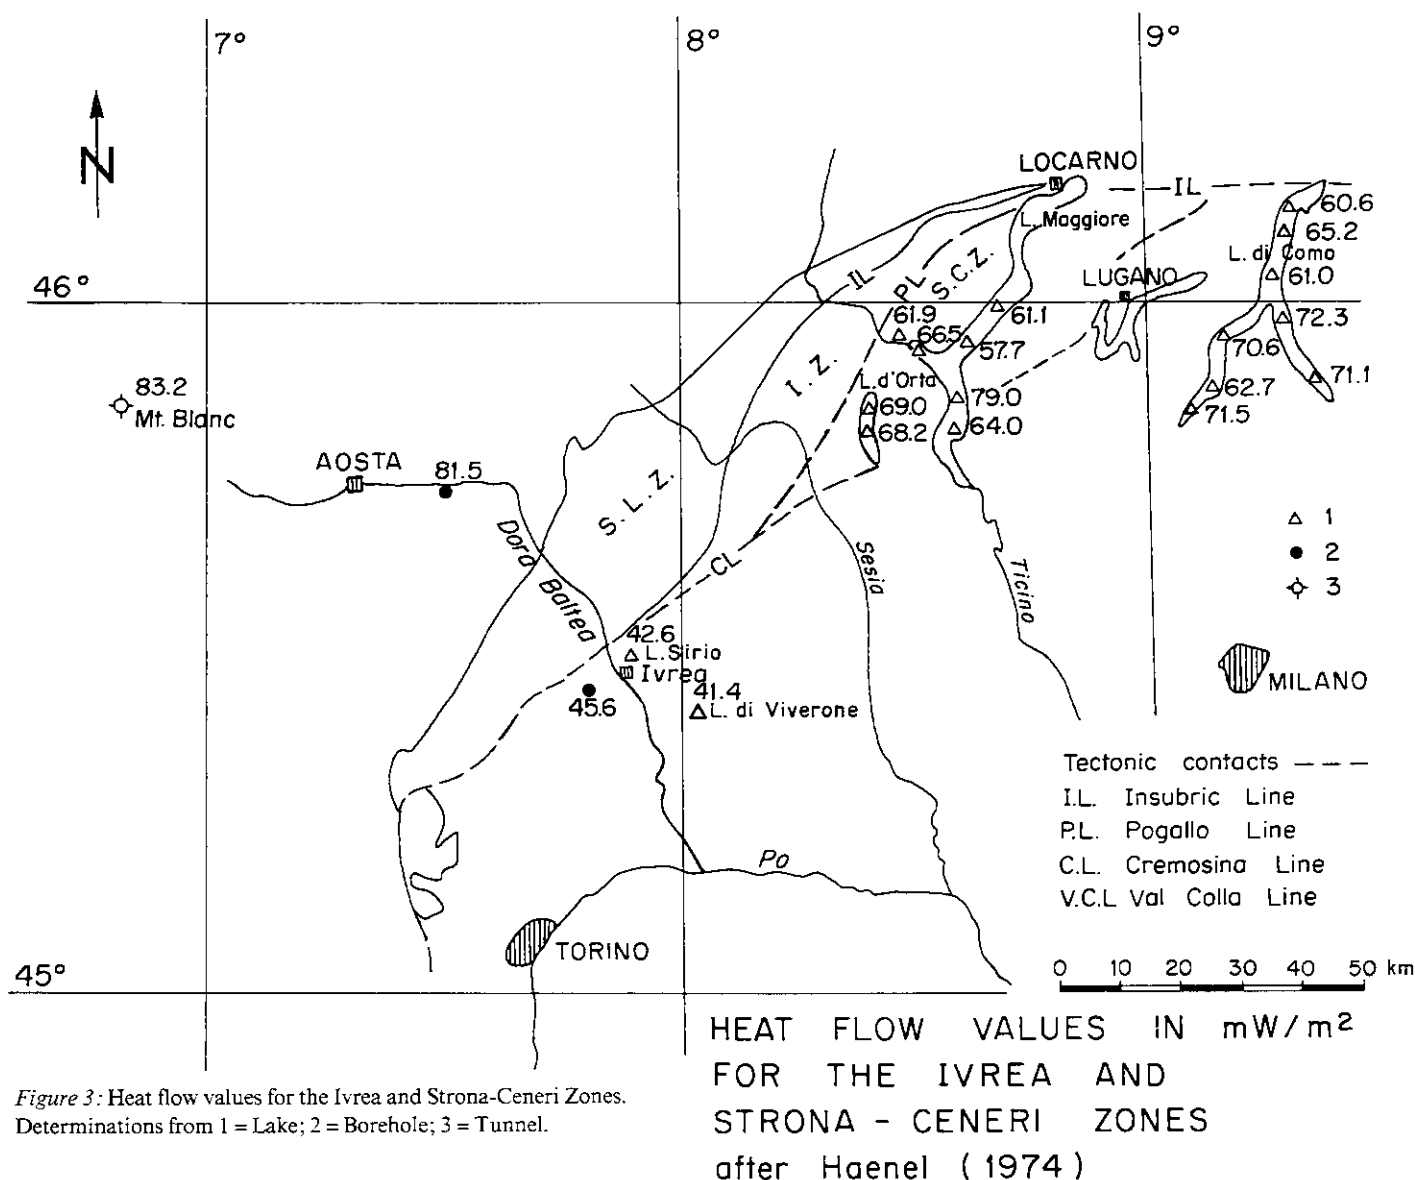 7°
8°
9°
N
LOCARNO
IL
L. Maggiore
60.6
65.2
L. di Como
61.0
46°
IL
PL
S.C.Z.
LUGANO
61.9
66.5
61.1
57.7
72.3
70.6
71.1
62.7
71.5
I. Z.
L.d'Orta
69.0
68.2
79.0
64.0
83.2
Mt. Blanc
AOSTA
81.5
S. L. Z.
Dora Baltea
CL
Sesia
Ticino
1
2
3
42.6
L. Sirio
Ivrea
45.6
41.4
L. di Viverone
MILANO
Po
TORINO
45°
Tectonic contacts
I.L. Insubric Line
P.L. Pogallo Line
C.L. Cremosina Line
V.C.L Val Colla Line
0 10 20 30 40 50 km
HEAT FLOW VALUES IN mW/m²
FOR THE IVREA AND
STRONA - CENERI ZONES
after Haenel (1974)
Figure 3: Heat flow values for the Ivrea and Strona-Ceneri Zones.
Determinations from 1 = Lake; 2 = Borehole; 3 = Tunnel.